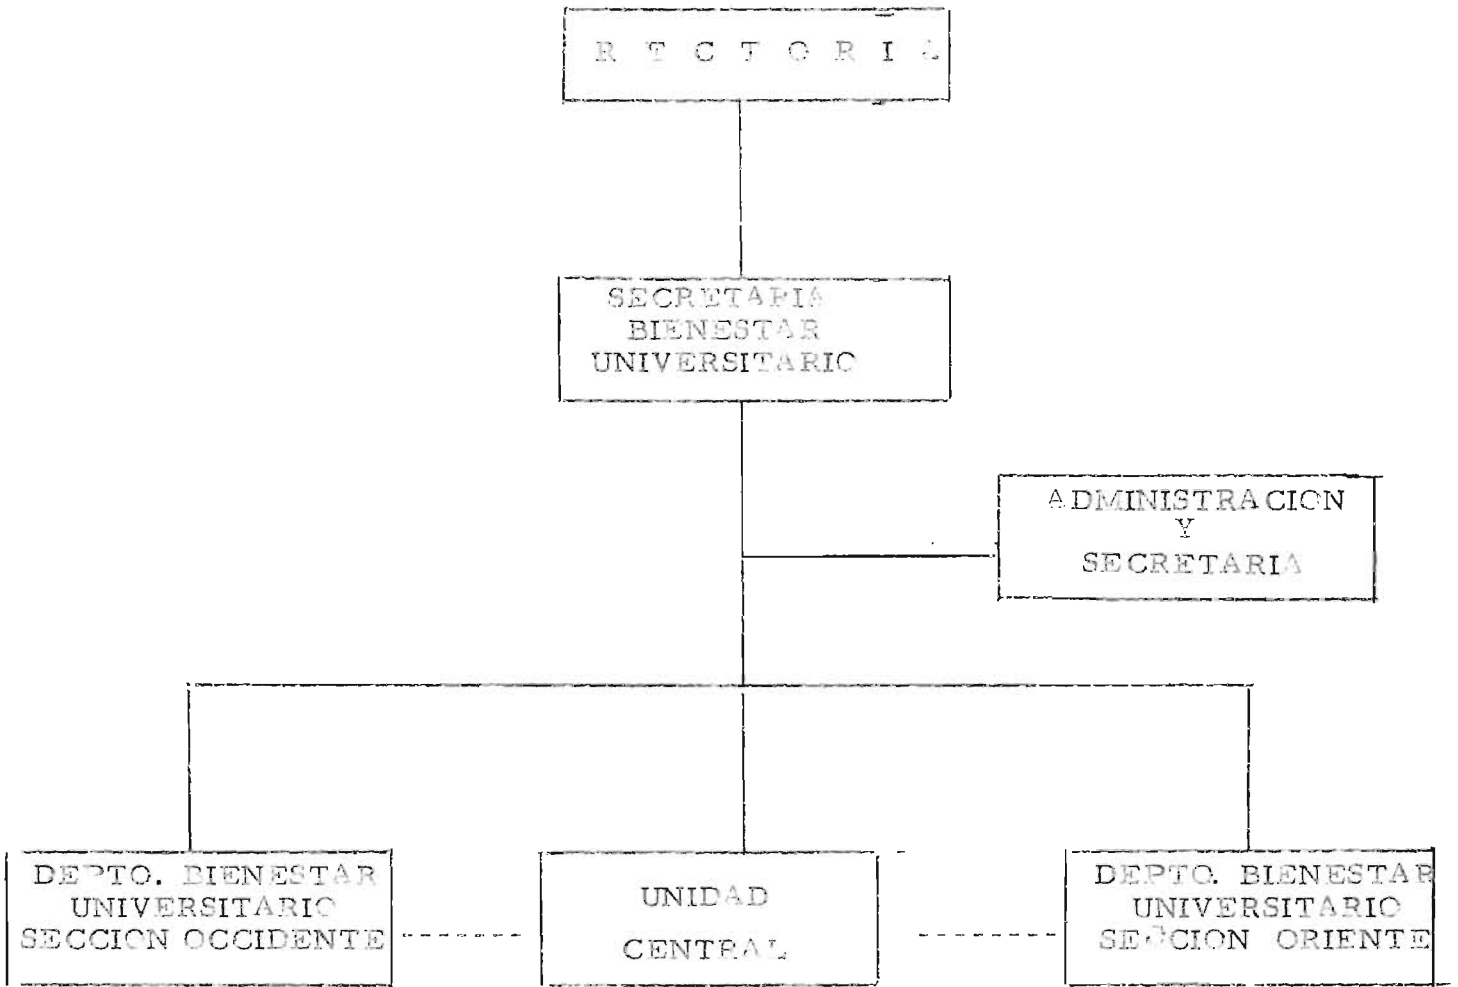 RECTORIA
SECRETARIA
BIENESTAR
UNIVERSITARIO
ADMINISTRACION
Y
SECRETARIA
DEPTO. BIENESTAR
UNIVERSITARIO
SECCION OCCIDENTE
UNIDAD
CENTRAL
DEPTO. BIENESTAR
UNIVERSITARIO
SECCION ORIENTE